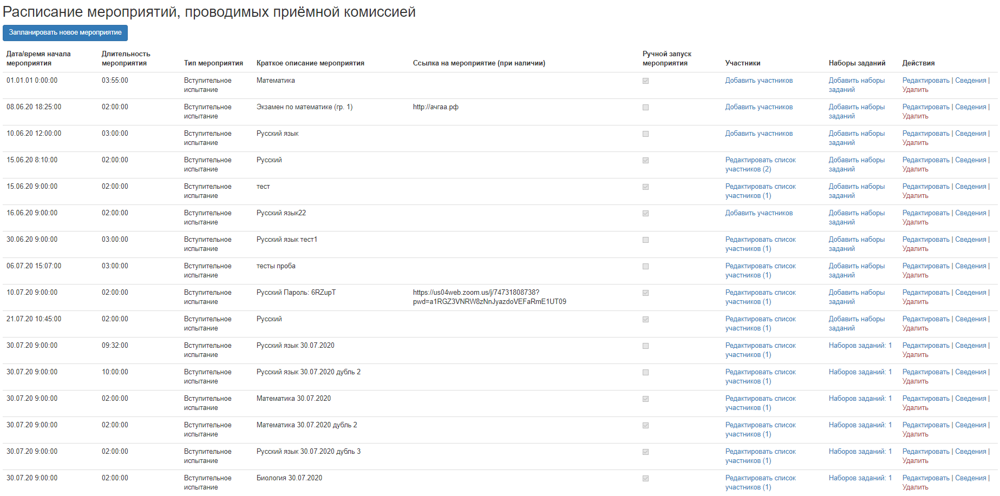 Расписание мероприятий, проводимых приёмной комиссией
Запланировать новое мероприятие
Дата/время начала Длительность Ручной запуск
мероприятия мероприятия Тип мероприятия Краткое описание мероприятия Ссылка на мероприятие (при наличии) мероприятия Участники Наборы заданий Действия
01.01.01 0:00:00 03:55:00 Вступительное Математика Добавить участников Добавить наборы Редактировать | Сведения |
испытание заданий Удалить
08.06.20 18:25:00 02:00:00 Вступительное Экзамен по математике (гр. 1) http://ачгаа.рф Добавить участников Добавить наборы Редактировать | Сведения |
испытание заданий Удалить
10.06.20 12:00:00 03:00:00 Вступительное Русский язык Добавить участников Добавить наборы Редактировать | Сведения |
испытание заданий Удалить
15.06.20 8:10:00 02:00:00 Вступительное Русский Редактировать список Добавить наборы Редактировать | Сведения |
испытание участников (2) заданий Удалить
15.06.20 9:00:00 02:00:00 Вступительное тест Редактировать список Добавить наборы Редактировать | Сведения |
испытание участников (1) заданий Удалить
16.06.20 9:00:00 02:00:00 Вступительное Русский язык22 Добавить участников Добавить наборы Редактировать | Сведения |
испытание заданий Удалить
30.06.20 9:00:00 03:00:00 Вступительное Русский язык тест1 Редактировать список Добавить наборы Редактировать | Сведения |
испытание участников (1) заданий Удалить
06.07.20 15:07:00 03:00:00 Вступительное тесты проба Редактировать список Добавить наборы Редактировать | Сведения |
испытание участников (1) заданий Удалить
10.07.20 9:00:00 02:00:00 Вступительное Русский Пароль: 6RZupT https://us04web.zoom.us/j/74731808738? Редактировать список Добавить наборы Редактировать | Сведения |
испытание pwd=a1RGZ3VNRW8zNnJyazdoVEFaRmE1UT09 участников (1) заданий Удалить
21.07.20 10:45:00 02:00:00 Вступительное Русский Редактировать список Добавить наборы Редактировать | Сведения |
испытание участников (1) заданий Удалить
30.07.20 9:00:00 09:32:00 Вступительное Русский язык 30.07.2020 Редактировать список Наборов заданий: 1 Редактировать | Сведения |
испытание участников (1) Удалить
30.07.20 9:00:00 10:00:00 Вступительное Русский язык 30.07.2020 дубль 2 Редактировать список Наборов заданий: 1 Редактировать | Сведения |
испытание участников (1) Удалить
30.07.20 9:00:00 02:00:00 Вступительное Математика 30.07.2020 Редактировать список Наборов заданий: 1 Редактировать | Сведения |
испытание участников (1) Удалить
30.07.20 9:00:00 02:00:00 Вступительное Математика 30.07.2020 дубль 2 Редактировать список Наборов заданий: 1 Редактировать | Сведения |
испытание участников (1) Удалить
30.07.20 9:00:00 02:00:00 Вступительное Русский язык 30.07.2020 дубль 3 Редактировать список Наборов заданий: 1 Редактировать | Сведения |
испытание участников (1) Удалить
30.07.20 9:00:00 02:00:00 Вступительное Биология 30.07.2020 Редактировать список Наборов заданий: 1 Редактировать | Сведения |
испытание участников (1) Удалить